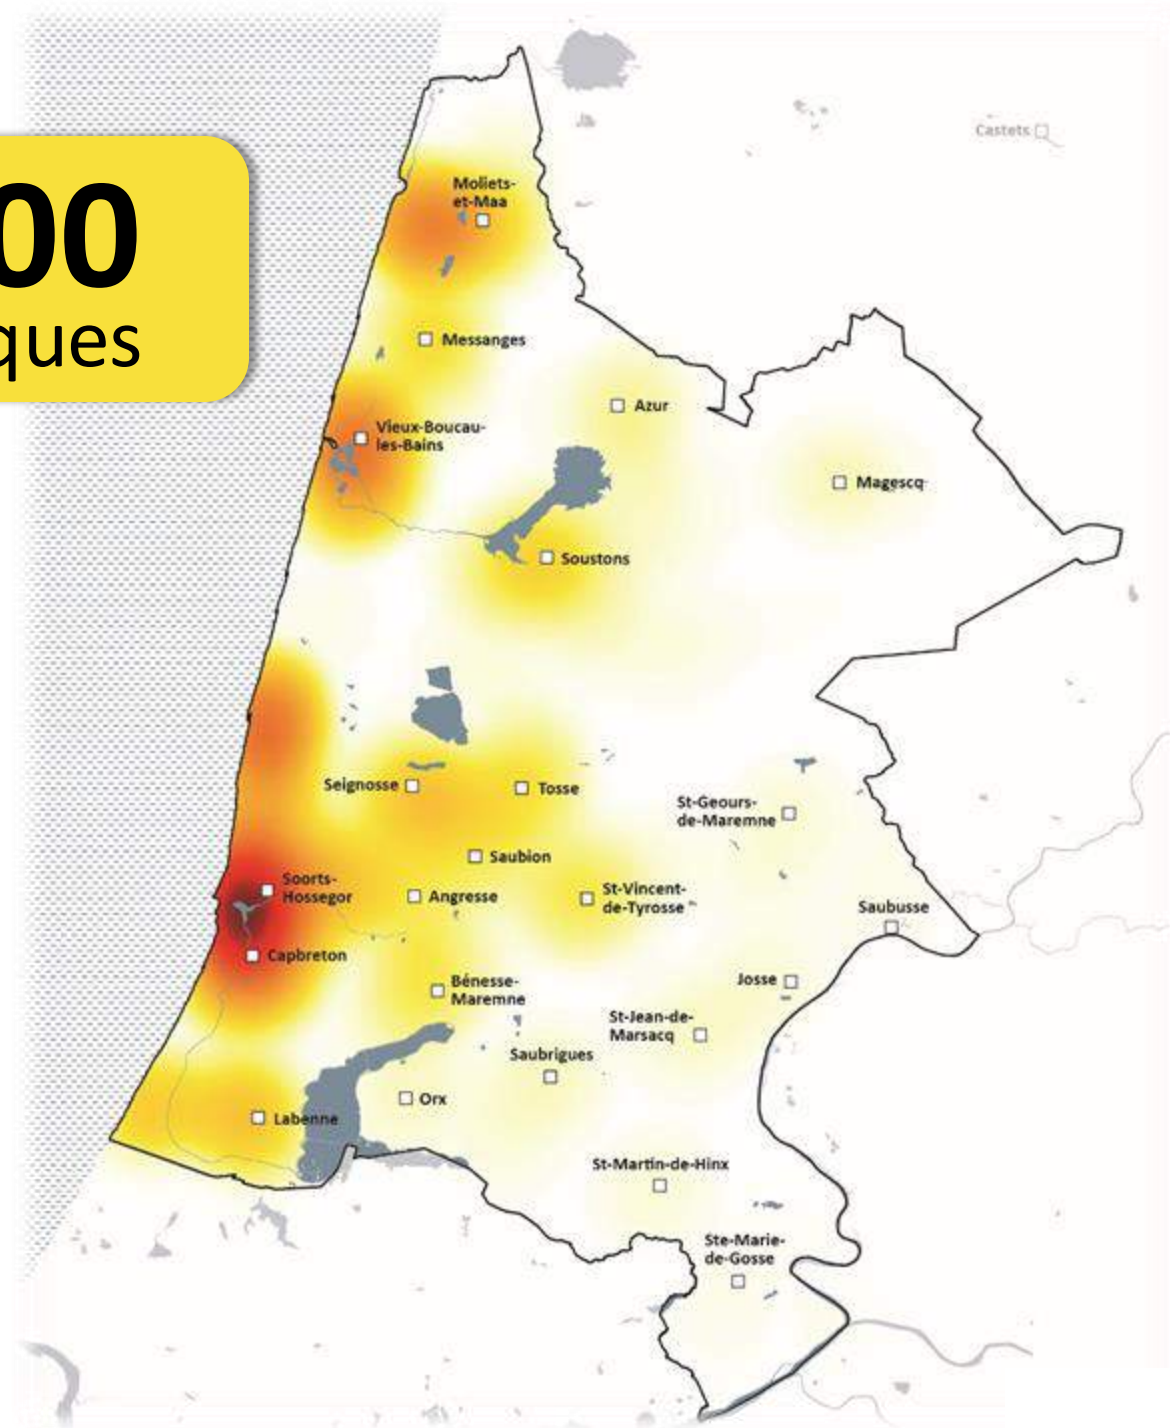 Castets
00
ques
Moliets-
et-Maa
Messanges
Azur
Vieux-Boucau-
les-Bains
Magescq
Soustons
Seignosse
Tosse
St-Geours-
de-Maremne
Saubion
Soorts-
Hossegor
Angresse
St-Vincent-
de-Tyrosse
Saubusse
Capbreton
Bénesse-
Maremne
Josse
St-Jean-de-
Marsacq
Saubrigues
Orx
Labenne
St-Martin-de-Hinx
Ste-Marie-
de-Gosse